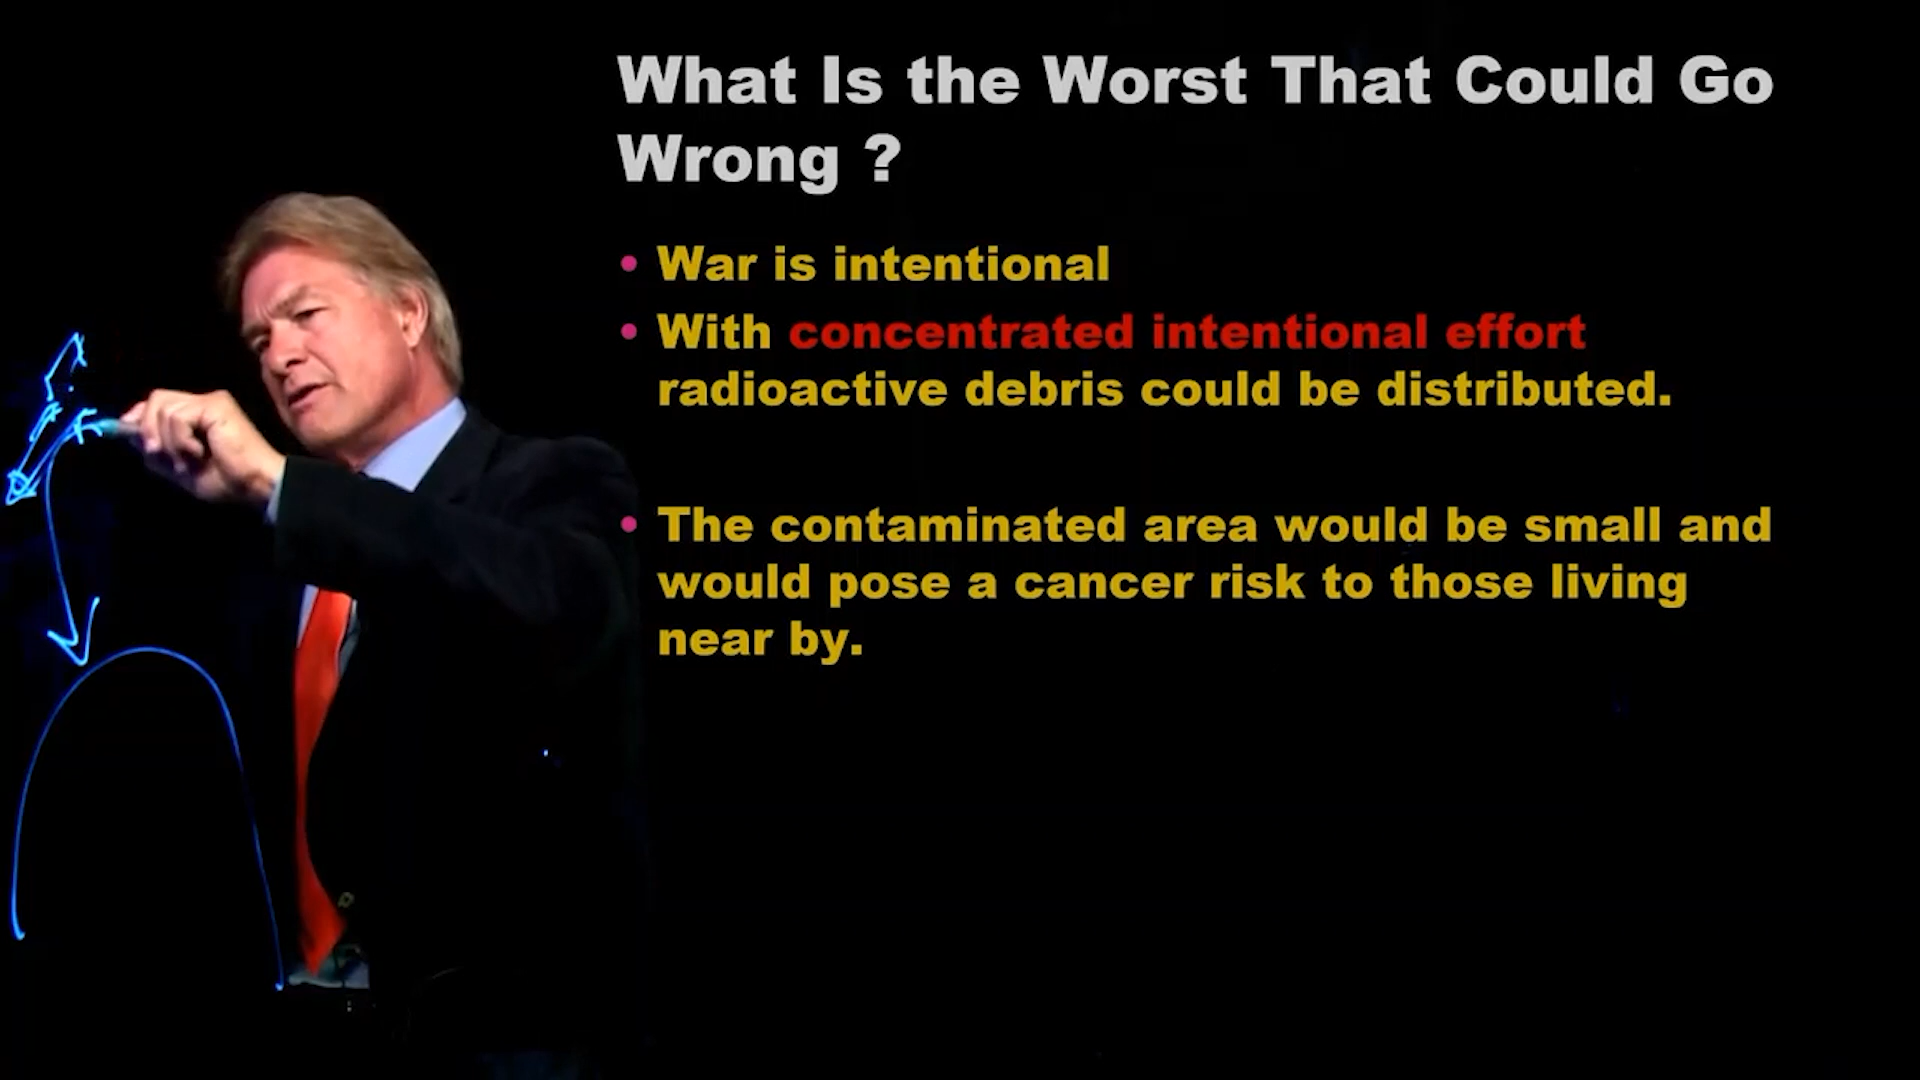 What Is the Worst That Could Go
Wrong ?
• War is intentional
• With concentrated intentional effort
radioactive debris could be distributed.
• The contaminated area would be small and
would pose a cancer risk to those living
near by.